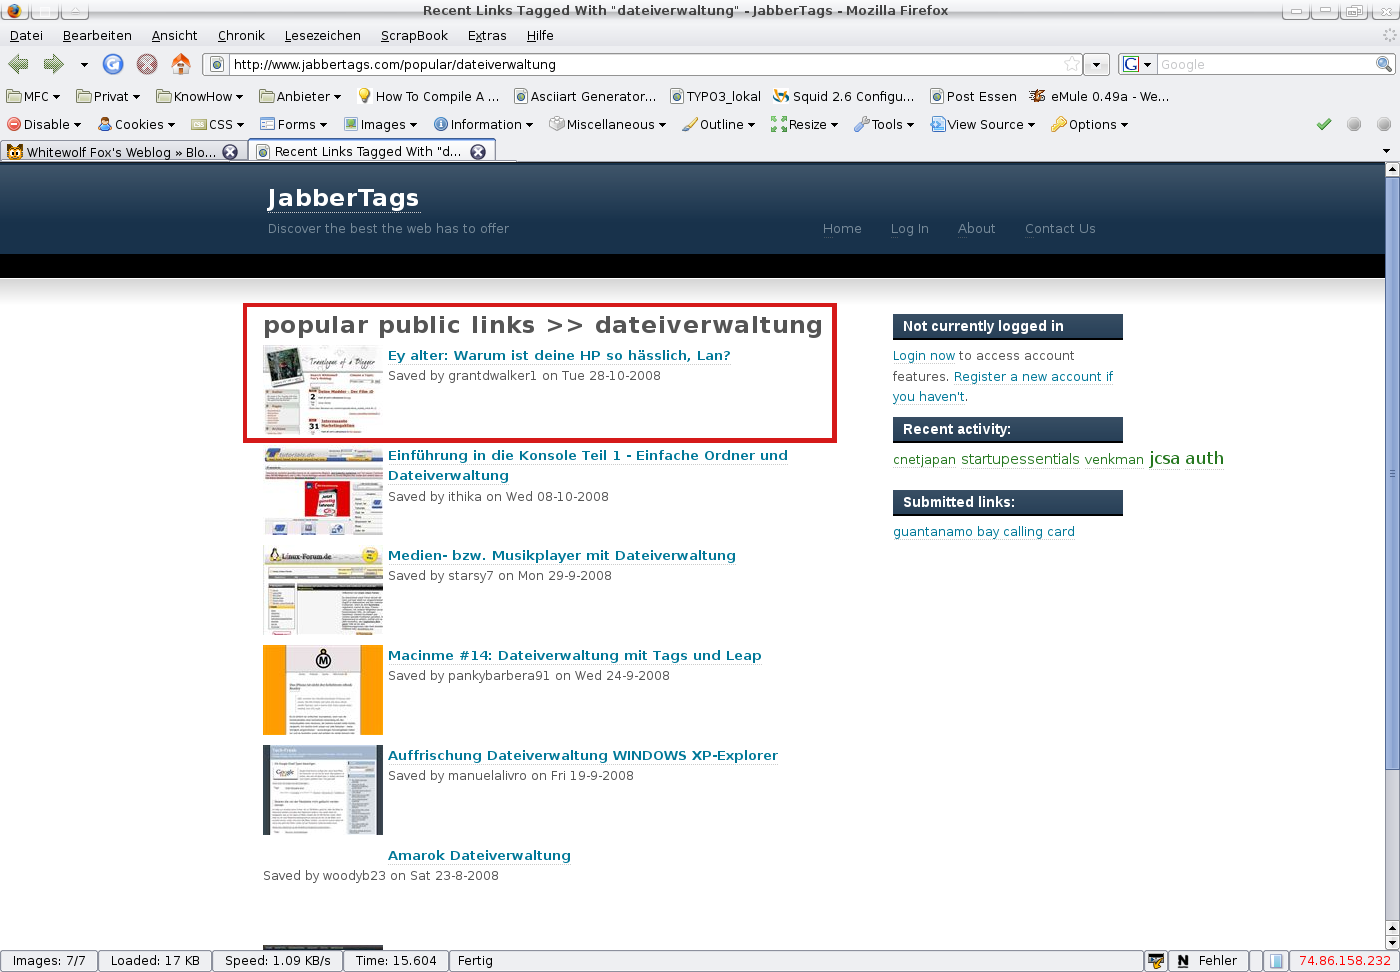 Recent Links Tagged With "dateiverwaltung" - JabberTags - Mozilla Firefox
Datei Bearbeiten Ansicht Chronik Lesezeichen ScrapBook Extras Hilfe
http://www.jabbertags.com/popular/dateiverwaltung
Google
MFC Privat KnowHow Anbieter How To Compile A ... Asciiart Generator... TYPO3_lokal Squid 2.6 Configu... Post Essen eMule 0.49a - We...
Disable Cookies CSS Forms Images Information Miscellaneous Outline Resize Tools View Source Options
Whitewolf Fox's Weblog » Blo... Recent Links Tagged With "d...
JabberTags
Discover the best the web has to offer
Home Log In About Contact Us
popular public links >> dateiverwaltung
Ey alter: Warum ist deine HP so hässlich, Lan?
Saved by grantdwalker1 on Tue 28-10-2008
Einführung in die Konsole Teil 1 - Einfache Ordner und
Dateiverwaltung
Saved by ithika on Wed 08-10-2008
Linux-Forum.de
Medien- bzw. Musikplayer mit Dateiverwaltung
Saved by starsy7 on Mon 29-9-2008
Macinme #14: Dateiverwaltung mit Tags und Leap
Saved by pankybarbera91 on Wed 24-9-2008
Google
Auffrischung Dateiverwaltung WINDOWS XP-Explorer
Saved by manuelalivro on Fri 19-9-2008
Amarok Dateiverwaltung
Saved by woodyb23 on Sat 23-8-2008
Not currently logged in
Login now to access account
features. Register a new account if
you haven't.
Recent activity:
cnetjapan startupessentials venkman jcsa auth
Submitted links:
guantanamo bay calling card
Images: 7/7 Loaded: 17 KB Speed: 1.09 KB/s Time: 15.604 Fertig
Fehler
74.86.158.232